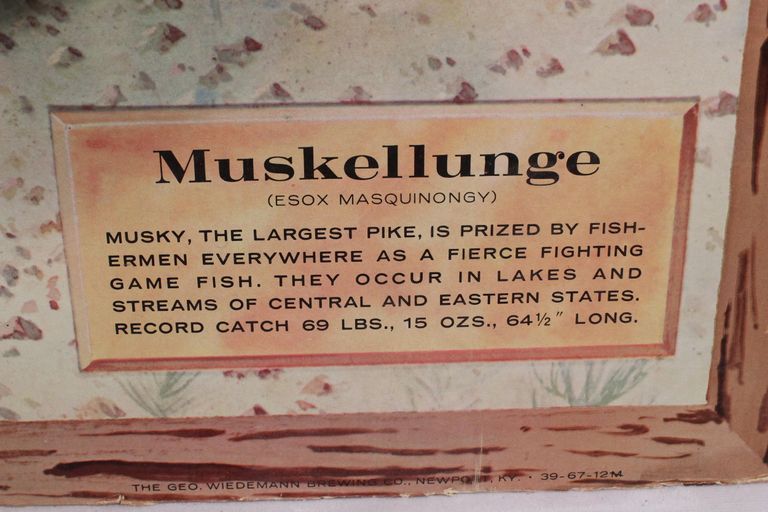 Muskellunge
(ESOX MASQUINONGY)
MUSKY, THE LARGEST PIKE, IS PRIZED BY FISH-
ERMEN EVERYWHERE AS A FIERCE FIGHTING
GAME FISH. THEY OCCUR IN LAKES AND
STREAMS OF CENTRAL AND EASTERN STATES.
RECORD CATCH 69 LBS., 15 OZS., 64½" LONG.
THE GEO. WIEDEMANN BREWING CO., NEWPORT, KY. • 39-67-12M